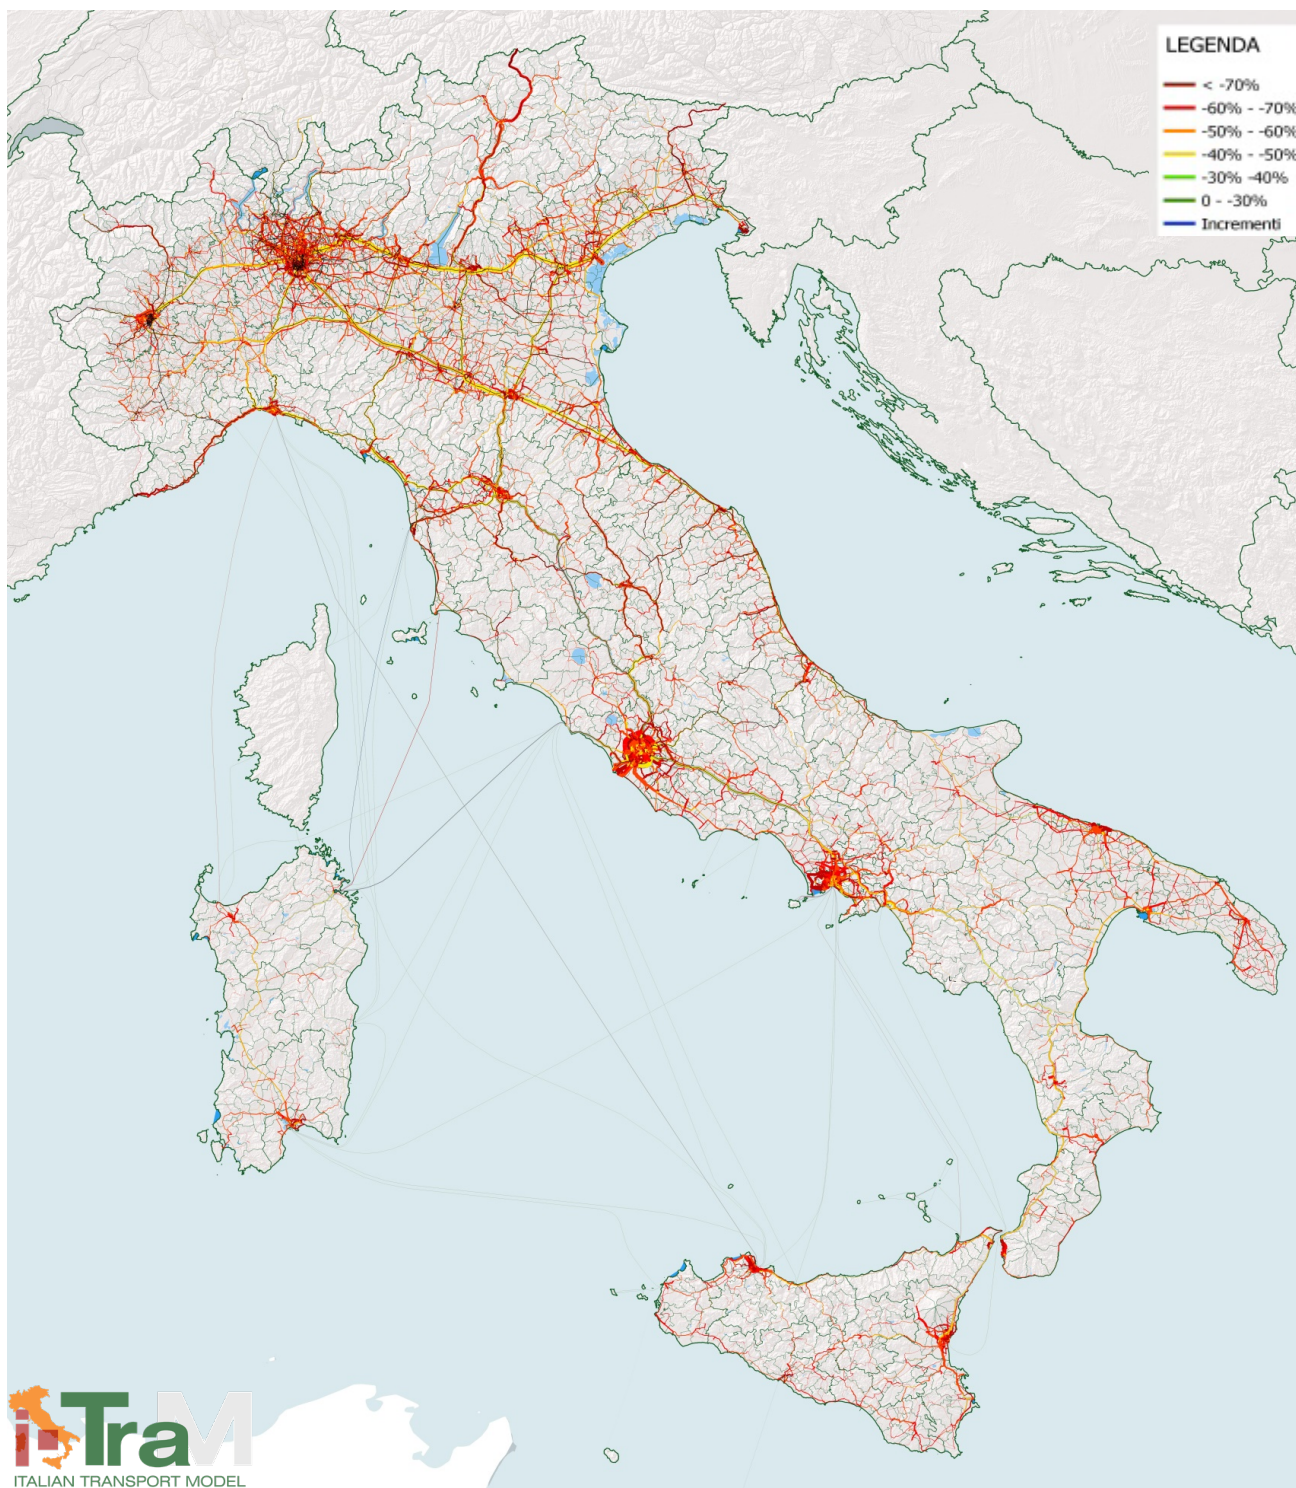 LEGENDA
< -70%
-60% - -70%
-50% - -60%
-40% - -50%
-30% -40%
0 - -30%
Incrementi
i-TraM
ITALIAN TRANSPORT MODEL